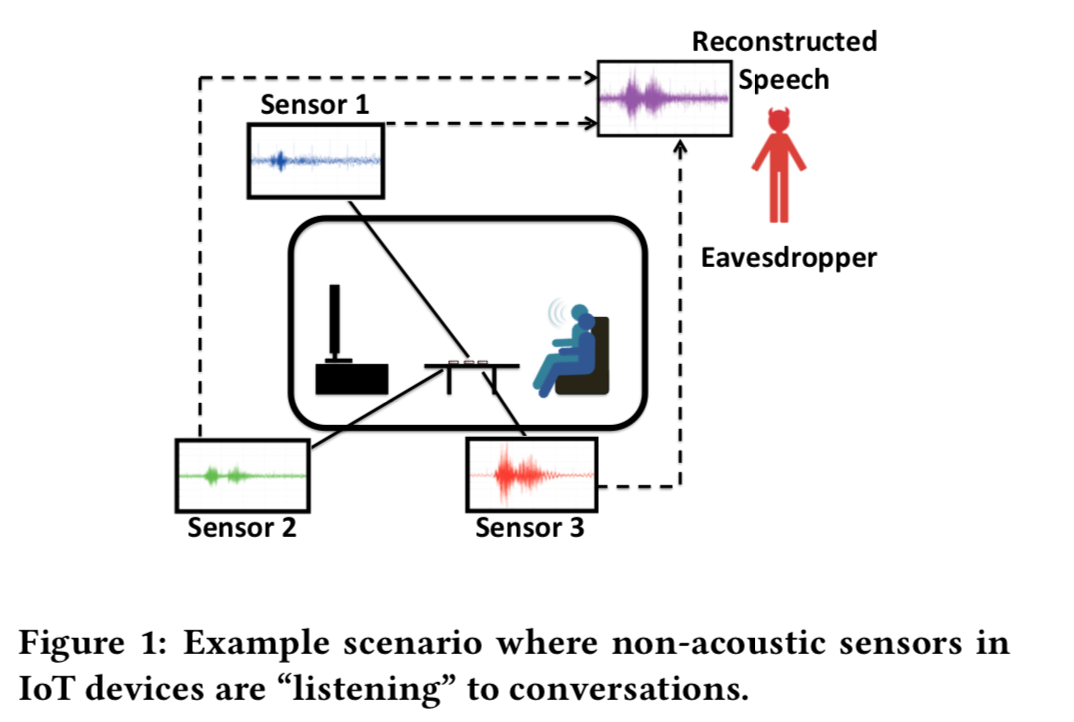 Reconstructed
Speech
Sensor 1
Eavesdropper
Sensor 2
Sensor 3
Figure 1: Example scenario where non-acoustic sensors in
IoT devices are “listening” to conversations.